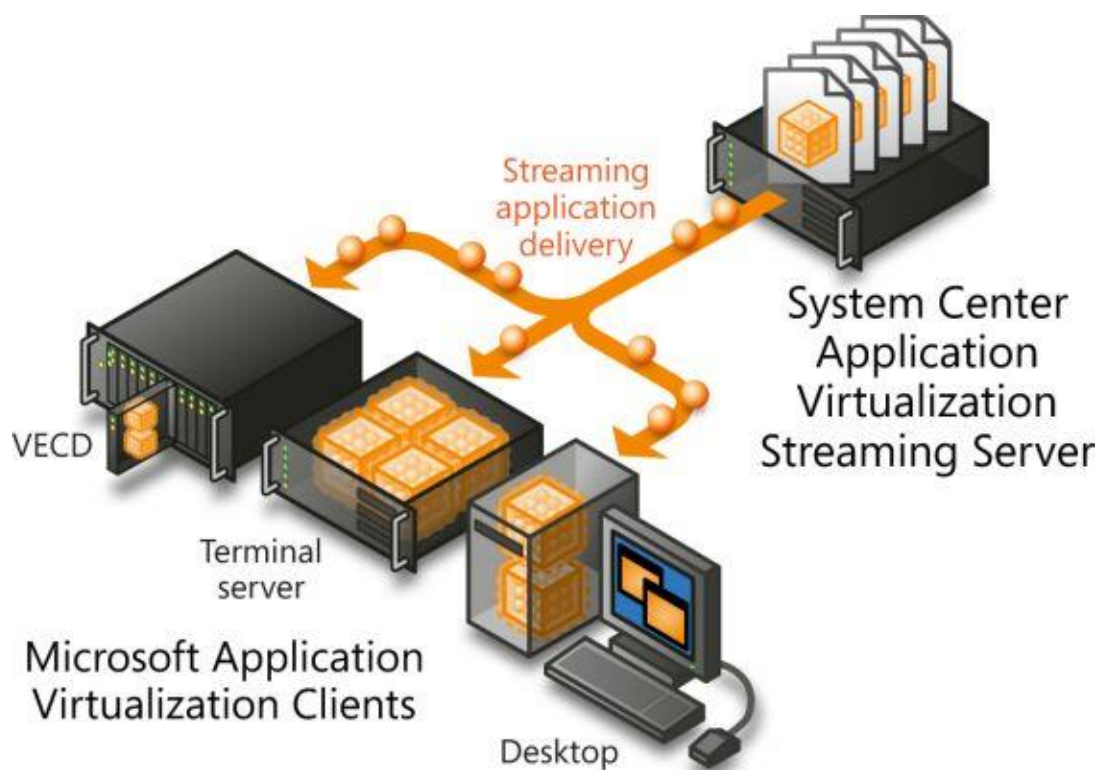 Streaming
application
delivery
System Center
Application
Virtualization
Streaming Server
VECD
Terminal
server
Microsoft Application
Virtualization Clients
Desktop